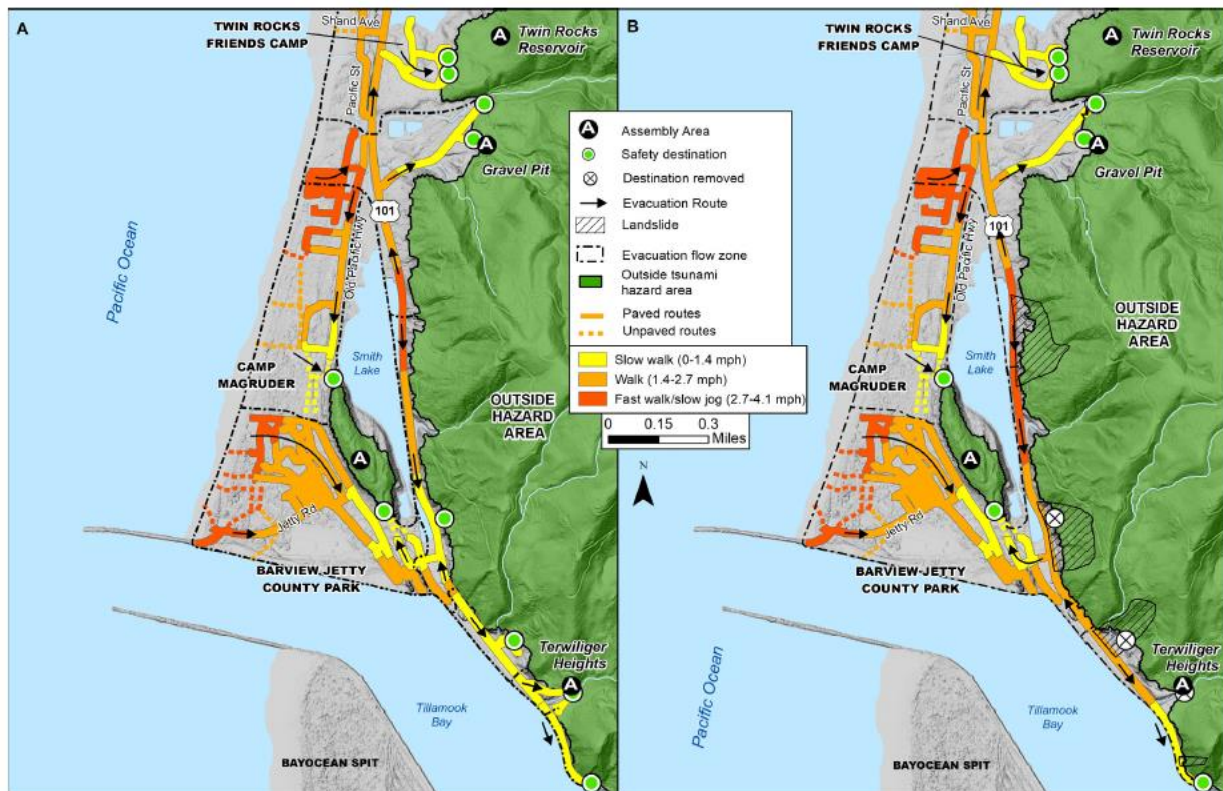 A
Shand Ave
TWIN ROCKS
FRIENDS CAMP
A
Twin Rocks
Reservoir
Pacific St
A
Gravel Pit
101
Old Pacific Hwy
Pacific Ocean
Smith
Lake
CAMP
MAGRUDER
OUTSIDE
HAZARD
AREA
A
Jetty Rd
BARVIEW JETTY
COUNTY PARK
Terwiliger
Heights
A
Tillamook
Bay
BAYOCEAN SPIT
A
Assembly Area
Safety destination
Destination removed
Evacuation Route
Landslide
Evacuation flow zone
Outside tsunami
hazard area
Paved routes
Unpaved routes
Slow walk (0-1.4 mph)
Walk (1.4-2.7 mph)
Fast walk/slow jog (2.7-4.1 mph)
0 0.15 0.3
Miles
N
B
Shand Ave
TWIN ROCKS
FRIENDS CAMP
A
Twin Rocks
Reservoir
Pacific St
A
Gravel Pit
101
Old Pacific Hwy
OUTSIDE
HAZARD
AREA
Smith
Lake
CAMP
MAGRUDER
A
Jetty Rd
BARVIEW JETTY
COUNTY PARK
Terwiliger
Heights
A
Pacific Ocean
Tillamook
Bay
BAYOCEAN SPIT